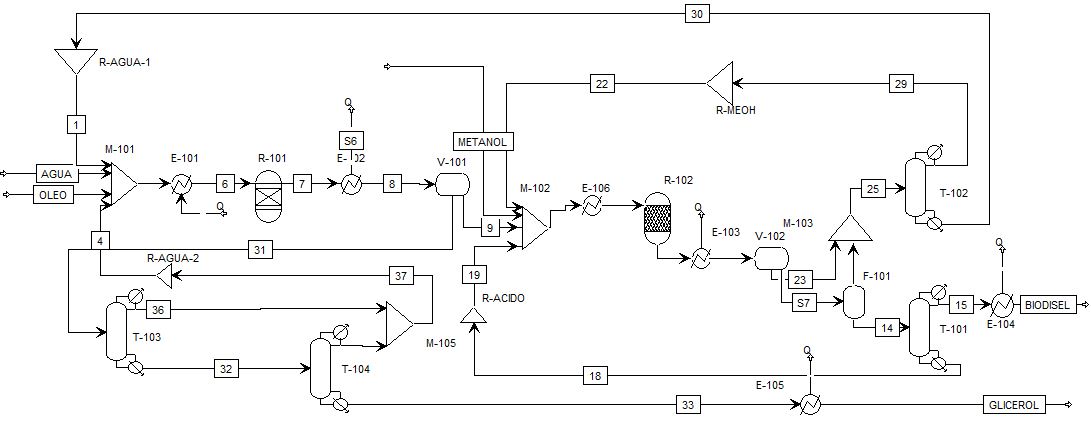 30
R-AGUA-1
22
29
R-MEOH
1
Q
S6
METANOL
M-101
E-101
R-101
E-
02
V-101
AGUA
OLEO
6
7
8
M-102
E-106
R-102
T-102
25
Q
9
Q
E-103
M-103
V-102
4
31
R-AGUA-2
37
19
23
F-101
Q
S7
R-ACIDO
36
T-103
M-105
14
T-101
15
BIODISEL
E-104
32
T-104
18
Q
E-105
33
GLICEROL